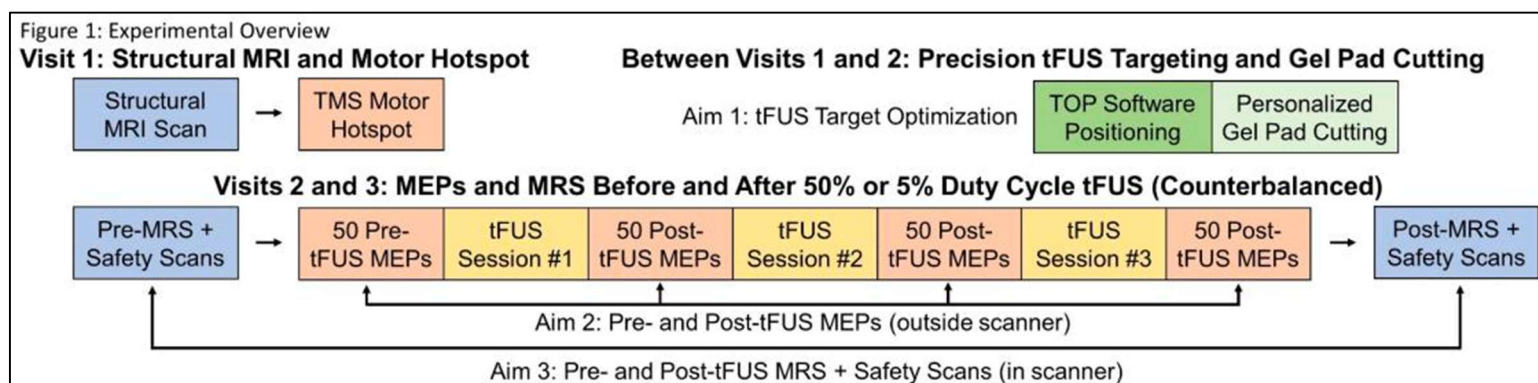 Figure 1: Experimental Overview
Visit 1: Structural MRI and Motor Hotspot
Structural
MRI Scan
TMS Motor
Hotspot
Between Visits 1 and 2: Precision tFUS Targeting and Gel Pad Cutting
Aim 1: tFUS Target Optimization
TOP Software
Positioning
Personalized
Gel Pad Cutting
Visits 2 and 3: MEPs and MRS Before and After 50% or 5% Duty Cycle tFUS (Counterbalanced)
Pre-MRS +
Safety Scans
50 Pre-
tFUS MEPs
tFUS
Session #1
50 Post-
tFUS MEPs
tFUS
Session #2
50 Post-
tFUS MEPs
tFUS
Session #3
50 Post-
tFUS MEPs
Post-MRS +
Safety Scans
Aim 2: Pre- and Post-tFUS MEPs (outside scanner)
Aim 3: Pre- and Post-tFUS MRS + Safety Scans (in scanner)